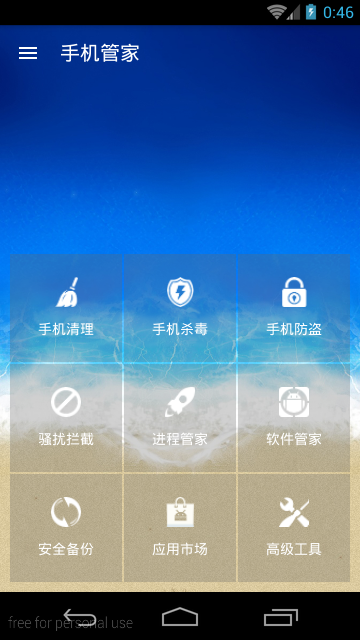 0:46
手机管家
手机清理
手机杀毒
手机防盗
骚扰拦截
进程管家
软件管家
安全备份
应用市场
高级工具
free for personal use